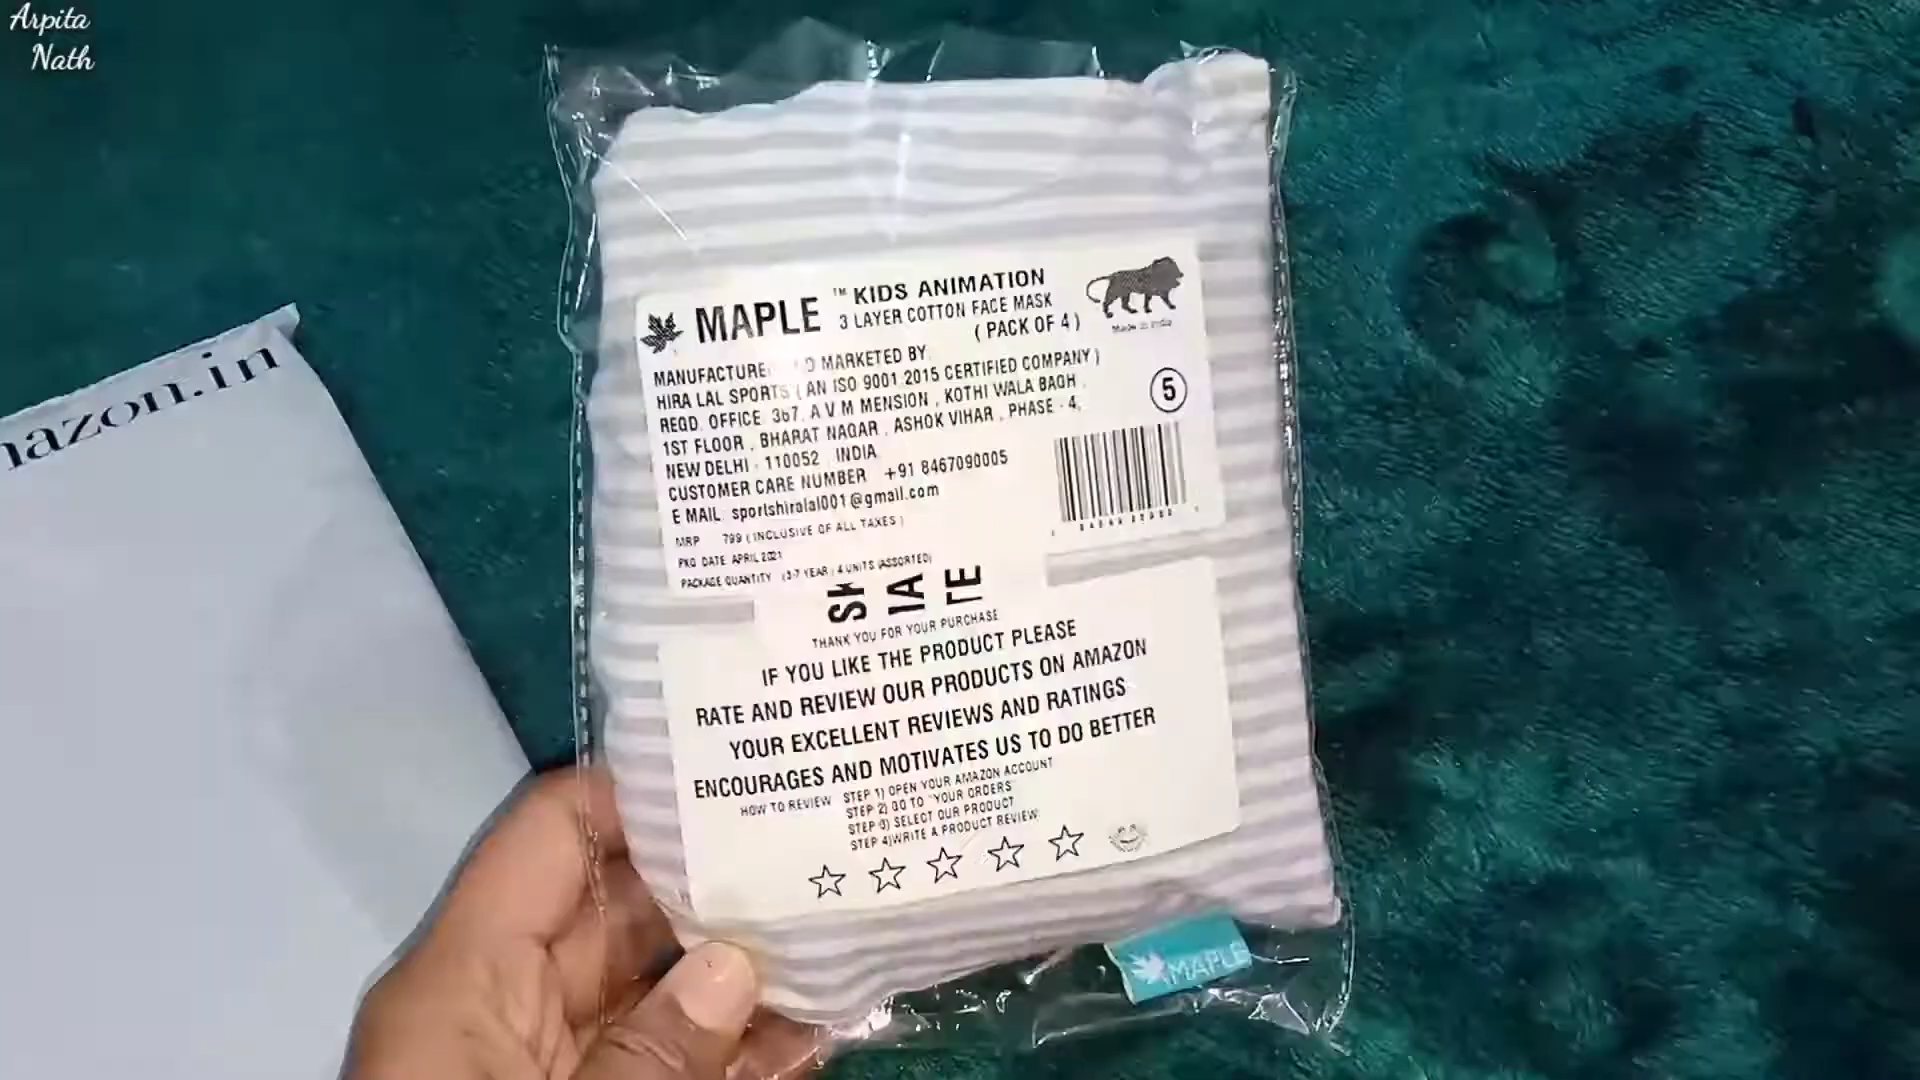 Arpita
Nath
mazon.in
MAPLE ™ KIDS ANIMATION
3 LAYER COTTON FACE MASK
( PACK OF 4 )
Made in India
MANUFACTURE D MARKETED BY
HIRA LAL SPORTS ( AN ISO 9001 2015 CERTIFIED COMPANY )
REGD. OFFICE 367, A V M MENSION , KOTHI WALA BAGH ,
1ST FLOOR , BHARAT NAGAR , ASHOK VIHAR , PHASE - 4,
NEW DELHI - 110052 INDIA
CUSTOMER CARE NUMBER +91 8467090005
E MAIL: sportshiralal001@gmail.com
5
MRP 799 ( INCLUSIVE OF ALL TAXES )
PKG DATE APRIL 2021
PACKAGE QUANTITY (3-7 YEAR) 4 UNITS (ASSORTED)
THANK YOU FOR YOUR PURCHASE
IF YOU LIKE THE PRODUCT PLEASE
RATE AND REVIEW OUR PRODUCTS ON AMAZON
YOUR EXCELLENT REVIEWS AND RATINGS
ENCOURAGES AND MOTIVATES US TO DO BETTER
HOW TO REVIEW STEP 1) OPEN YOUR AMAZON ACCOUNT
STEP 2) GO TO "YOUR ORDERS"
STEP 3) SELECT OUR PRODUCT
STEP 4)WRITE A PRODUCT REVIEW
MAPLE